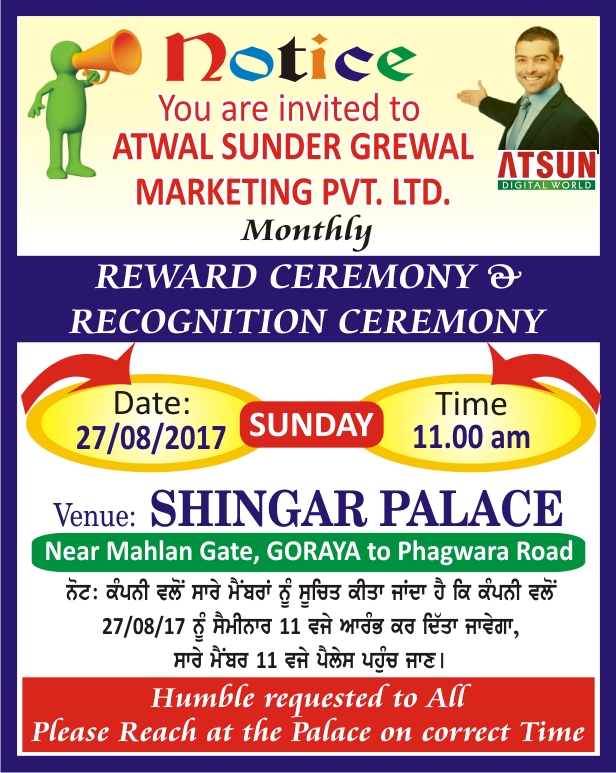 Notice
You are invited to
ATWAL SUNDER GREWAL
MARKETING PVT. LTD.
ATSUN
DIGITAL WORLD
Monthly
REWARD CEREMONY &
RECOGNITION CEREMONY
Date:
27/08/2017
SUNDAY
Time
11.00 am
Venue: SHINGAR PALACE
Near Mahlan Gate, GORAYA to Phagwara Road
ਨੋਟ: ਕੰਪਨੀ ਵਲੋਂ ਸਾਰੇ ਮੈਂਬਰਾਂ ਨੂੰ ਸੂਚਿਤ ਕੀਤਾ ਜਾਂਦਾ ਹੈ ਕਿ ਕੰਪਨੀ ਵਲੋਂ
27/08/17 ਨੂੰ ਸੈਮੀਨਾਰ 11 ਵਜੇ ਆਰੰਭ ਕਰ ਦਿੱਤਾ ਜਾਵੇਗਾ,
ਸਾਰੇ ਮੈਂਬਰ 11 ਵਜੇ ਪੈਲੇਸ ਪਹੁੰਚ ਜਾਣ।
Humble requested to All
Please Reach at the Palace on correct Time